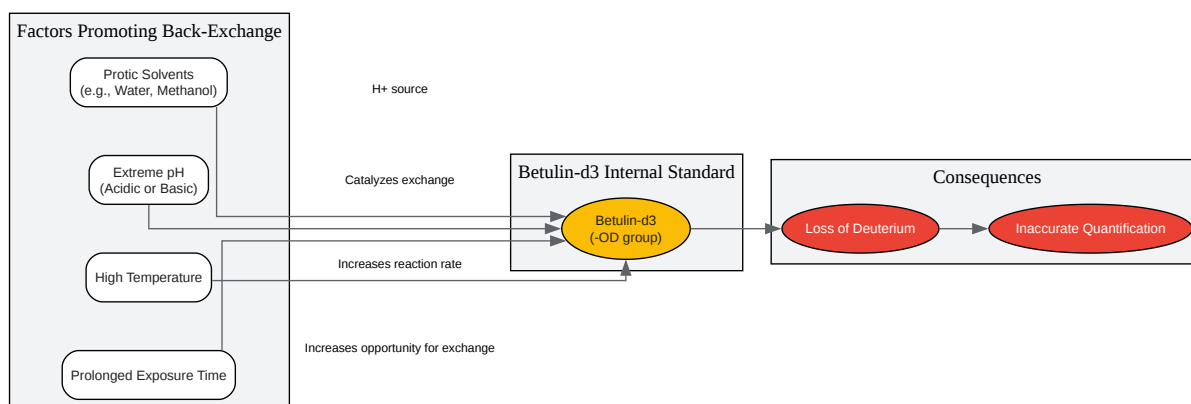 Factors Promoting Back-Exchange
Protic Solvents
(e.g., Water, Methanol)
H+ source
Extreme pH
(Acidic or Basic)
Catalyzes exchange
High Temperature
Increases reaction rate
Prolonged Exposure Time
Increases opportunity for exchange
Betulin-d3 Internal Standard
Betulin-d3
(-OD group)
Consequences
Loss of Deuterium
Inaccurate Quantification